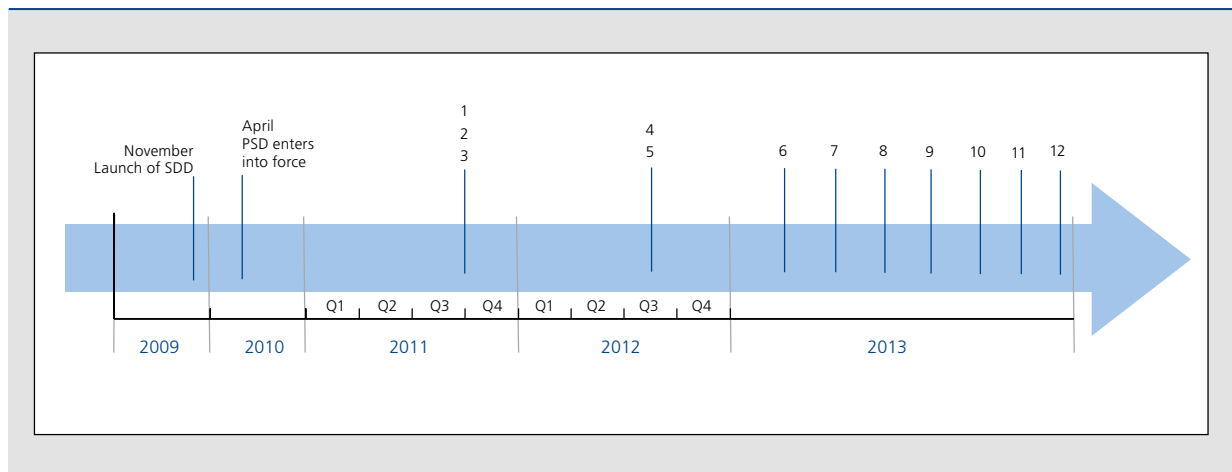 November
Launch of SDD
April
PSD enters
into force
1
2
3
4
5
6 7 8 9 10 11 12
Q1 Q2 Q3 Q4 Q1 Q2 Q3 Q4
2009 2010 2011 2012 2013